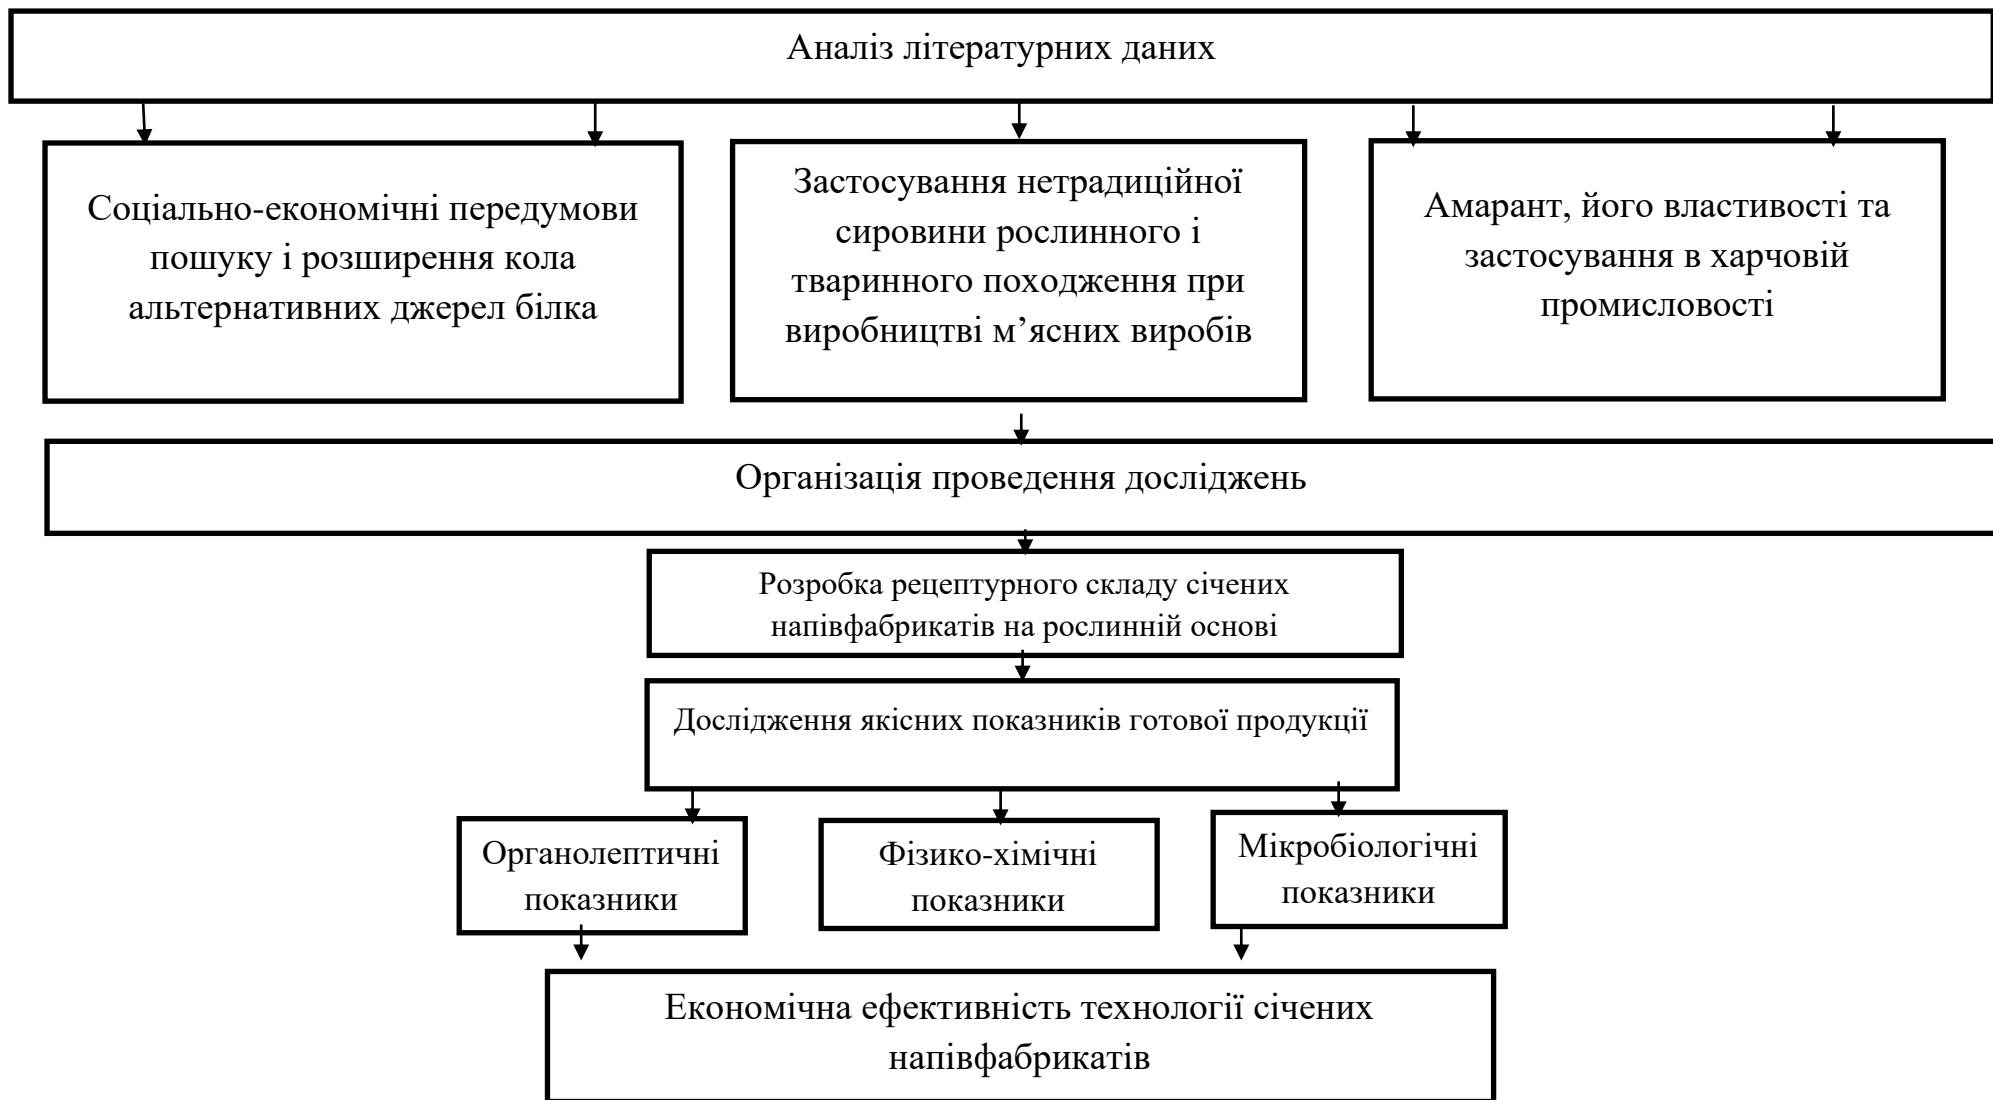 Аналіз літературних даних
Соціально-економічні передумови
пошуку і розширення кола
альтернативних джерел білка
Застосування нетрадиційної
сировини рослинного і
тваринного походження при
виробництві м’ясних виробів
Амарант, його властивості та
застосування в харчовій
промисловості
Організація проведення досліджень
Розробка рецептурного складу січених
напівфабрикатів на рослинній основі
Дослідження якісних показників готової продукції
Органолептичні
показники
Фізико-хімічні
показники
Мікробіологічні
показники
Економічна ефективність технології січених
напівфабрикатів